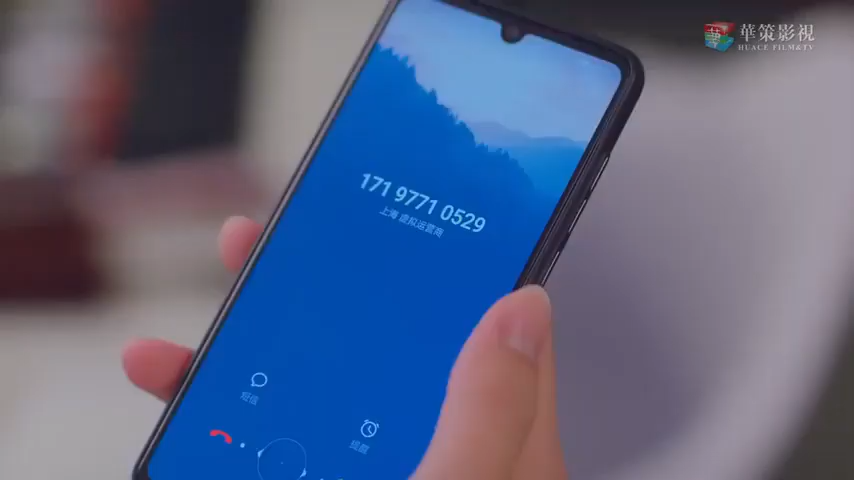 華策影視
HUACE FILM&TV
171 9771 0529
上海 虚拟运营商
短信
提醒